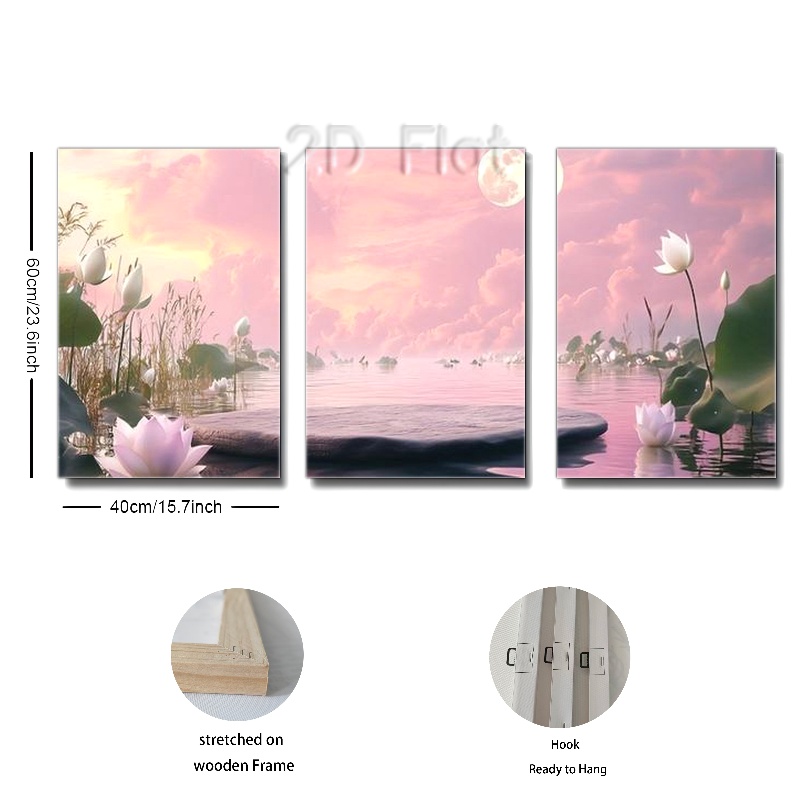 2D Flat
60cm/23.6inch
40cm/15.7inch
stretched on
wooden Frame
Hook
Ready to Hang